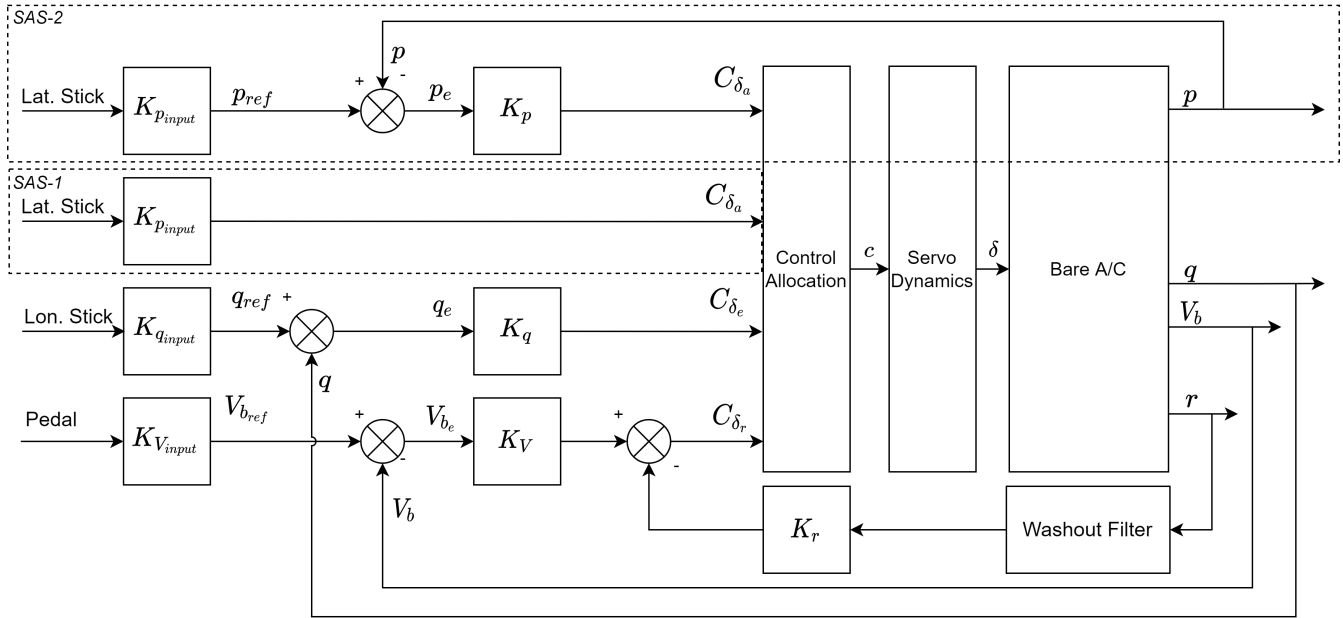 SAS-2
p
+
-
Lat. Stick
K_{p_{input}}
p_{ref}
p_e
K_p
C_{δ_a}
p
SAS-1
Lat. Stick
K_{p_{input}}
C_{δ_a}
Control
Allocation
c
Servo
Dynamics
δ
Bare A/C
q
V_b
r
Lon. Stick
K_{q_{input}}
q_{ref}
+
q_e
K_q
C_{δ_e}
q
Pedal
K_{V_{input}}
V_{b_{ref}}
+
-
V_{b_e}
K_V
+
-
C_{δ_r}
V_b
K_r
Washout Filter